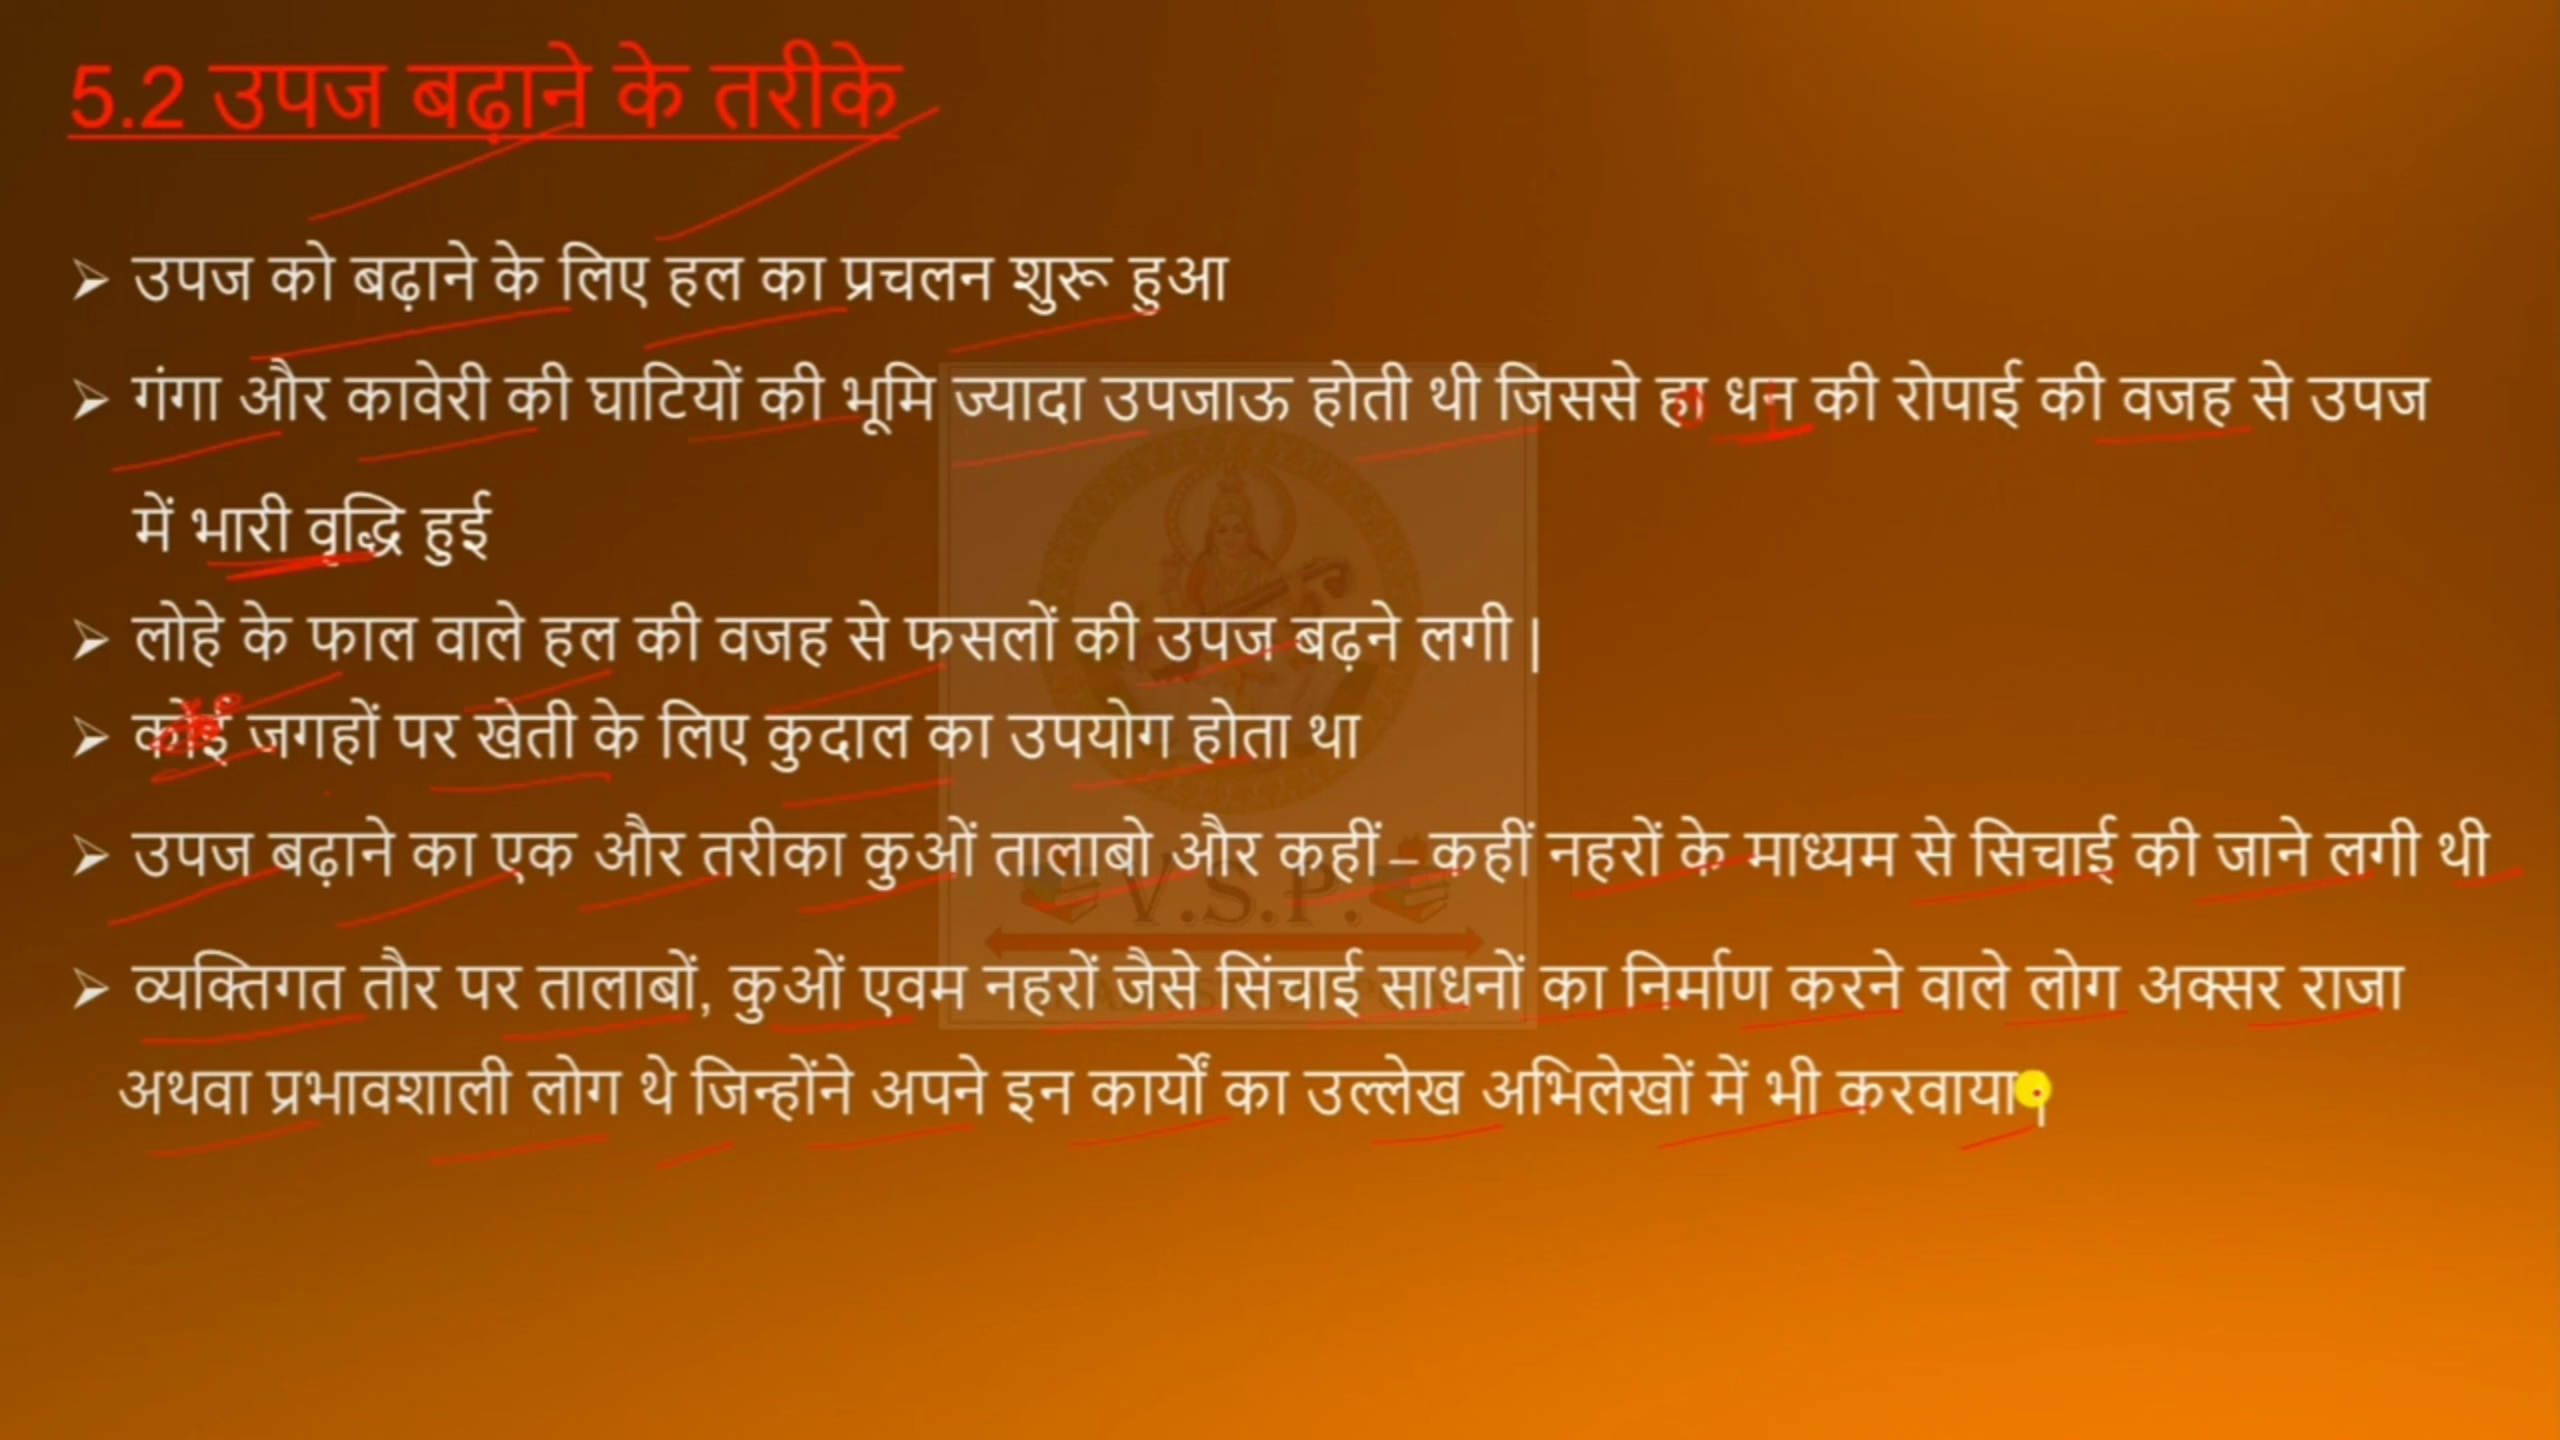 5.2 उपज बढ़ाने के तरीके
➢ उपज को बढ़ाने के लिए हल का प्रचलन शुरू हुआ
➢ गंगा और कावेरी की घाटियों की भूमि ज्यादा उपजाऊ होती थी जिससे हा धन की रोपाई की वजह से उपज
में भारी वृद्धि हुई
➢ लोहे के फाल वाले हल की वजह से फसलों की उपज बढ़ने लगी |
➢ कोई जगहों पर खेती के लिए कुदाल का उपयोग होता था
➢ उपज बढ़ाने का एक और तरीका कुओं तालाबो और कहीं – कहीं नहरों के माध्यम से सिचाई की जाने लगी थी
V.S.P.
➢ व्यक्तिगत तौर पर तालाबों, कुओं एवम नहरों जैसे सिंचाई साधनों का निर्माण करने वाले लोग अक्सर राजा
अथवा प्रभावशाली लोग थे जिन्होंने अपने इन कार्यों का उल्लेख अभिलेखों में भी करवाया |